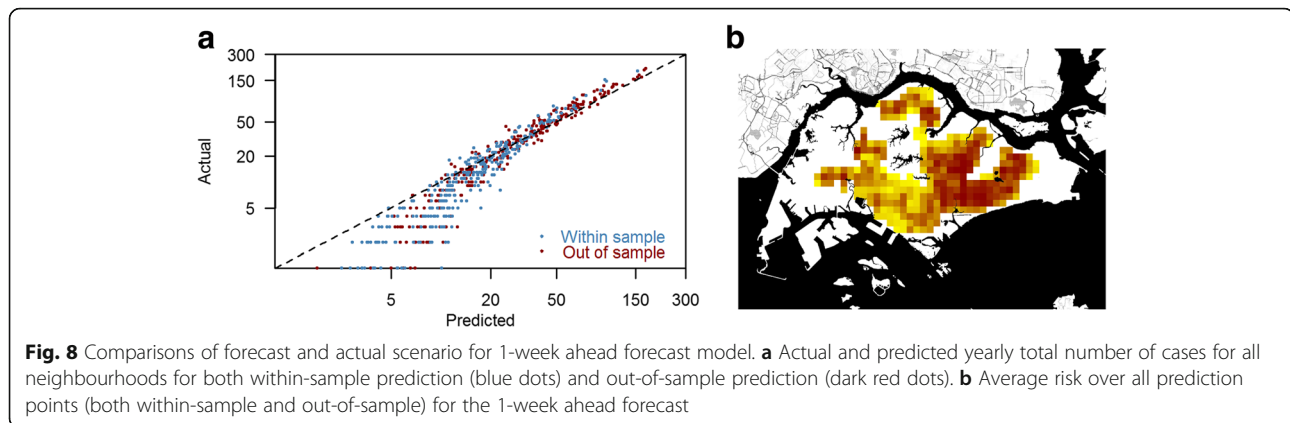 a
b
300
150
50
20
5
Actual
Within sample
Out of sample
5
20
50
150
300
Predicted
Fig. 8 Comparisons of forecast and actual scenario for 1-week ahead forecast model. a Actual and predicted yearly total number of cases for all
neighbourhoods for both within-sample prediction (blue dots) and out-of-sample prediction (dark red dots). b Average risk over all prediction
points (both within-sample and out-of-sample) for the 1-week ahead forecast